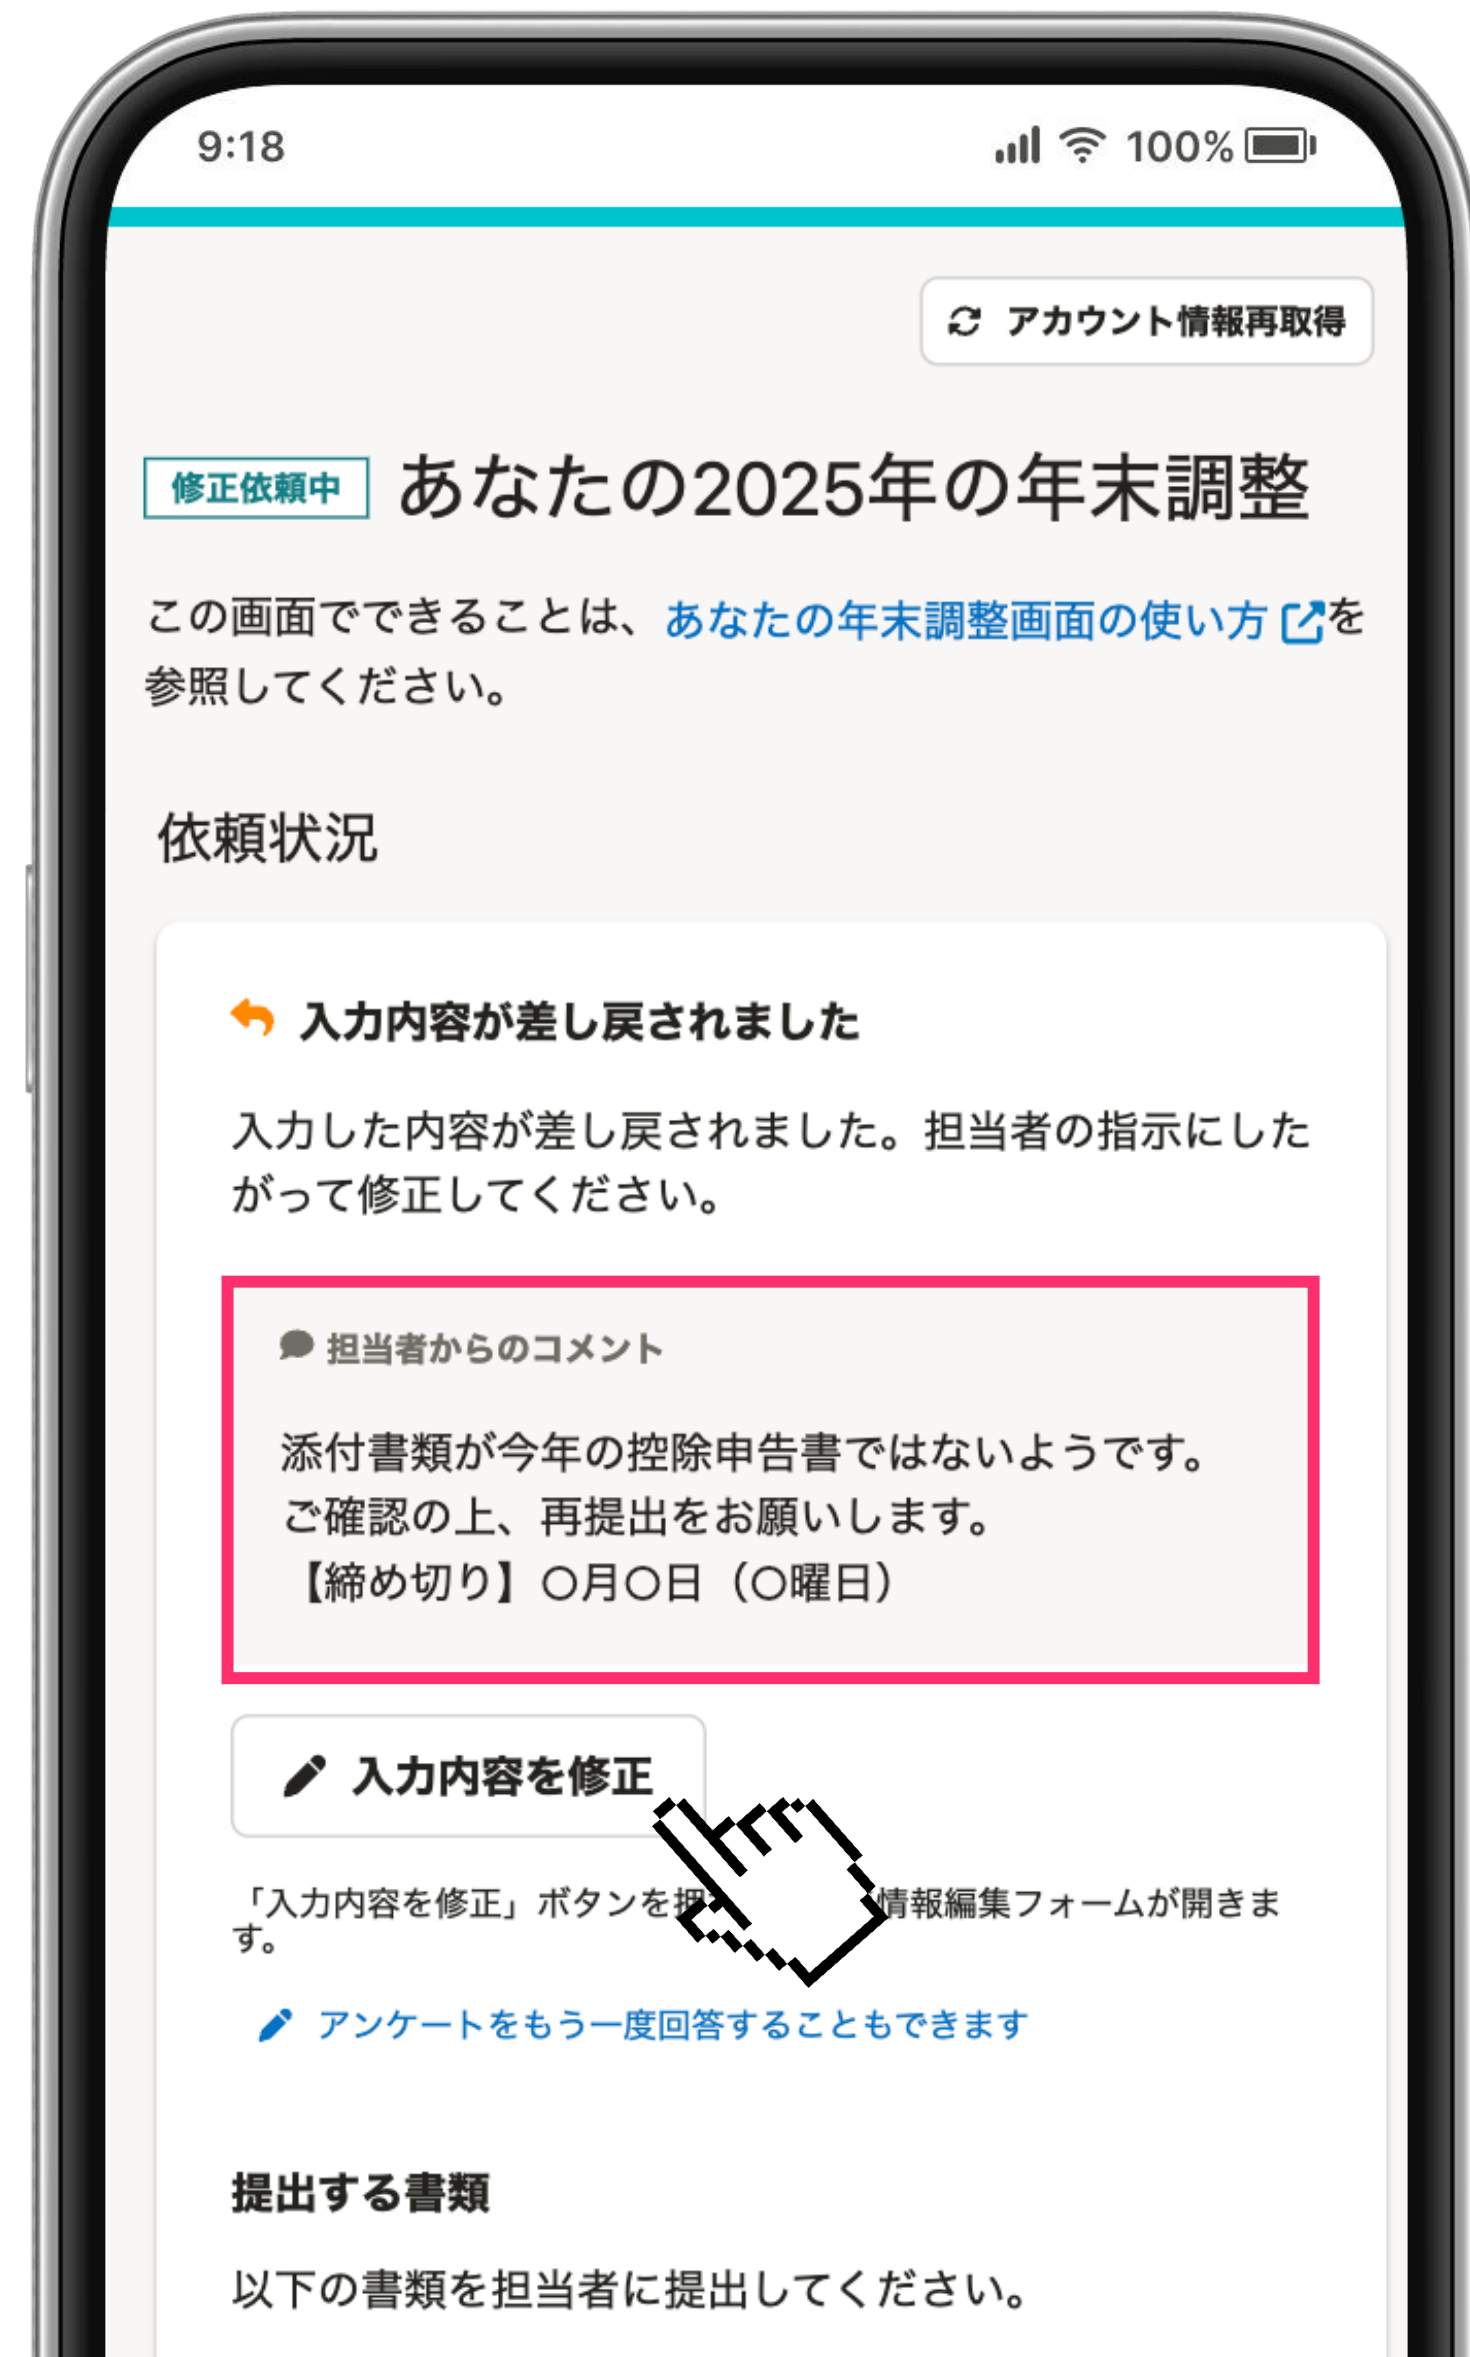 9:18
100%
アカウント情報再取得
修正依頼中 あなたの2025年の年末調整
この画面でできることは、あなたの年末調整画面の使い方を
参照してください。
依頼状況
入力内容が差し戻されました
入力した内容が差し戻されました。担当者の指示にした
がって修正してください。
担当者からのコメント
添付書類が今年の控除申告書ではないようです。
ご確認の上、再提出をお願いします。
【締め切り】〇月〇日（〇曜日）
入力内容を修正
「入力内容を修正」ボタンを押 情報編集フォームが開きま
す。
アンケートをもう一度回答することもできます
提出する書類
以下の書類を担当者に提出してください。